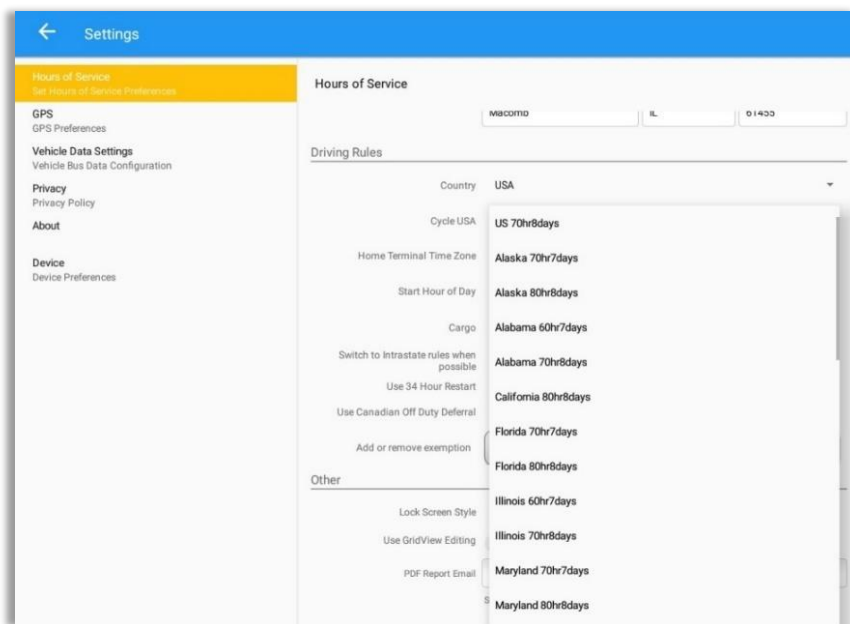 Settings
Hours of Service
Set Hours of Service Preferences
GPS
GPS Preferences
Vehicle Data Settings
Vehicle Bus Data Configuration
Privacy
Privacy Policy
About
Device
Device Preferences
Hours of Service
Macomb IL 61455
Driving Rules
Country USA
Cycle USA
Home Terminal Time Zone
Start Hour of Day
Cargo
Switch to Intrastate rules when
possible
Use 34 Hour Restart
Use Canadian Off Duty Deferral
Add or remove exemption
Other
Lock Screen Style
Use GridView Editing
PDF Report Email
US 70hr8days
Alaska 70hr7days
Alaska 80hr8days
Alabama 60hr7days
Alabama 70hr8days
California 80hr8days
Florida 70hr7days
Florida 80hr8days
Illinois 60hr7days
Illinois 70hr8days
Maryland 70hr7days
Maryland 80hr8days